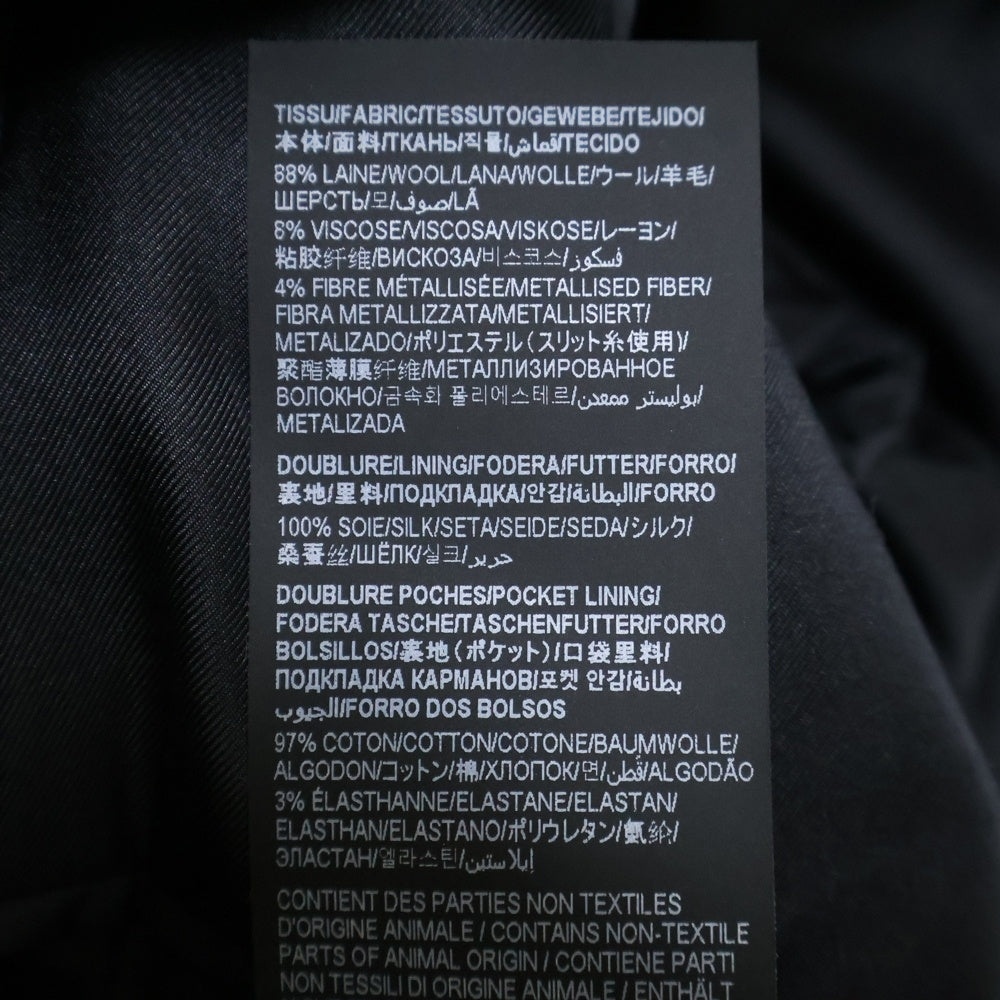 TISSU/FABRIC/TESSUTO/GEWEBE/TEJIDO/
本体/面料/ТКАНЬ/직물/قماش/TECIDO
88% LAINE/WOOL/LANA/WOLLE/ウール/羊毛/
ШЕРСТЬ/모/صوف/LÃ
8% VISCOSE/VISCOSA/VISKOSE/レーヨン/
粘胶纤维/ВИСКОЗА/비스코스/فسكوز
4% FIBRE MÉTALLISÉE/METALLISED FIBER/
FIBRA METALLIZZATA/METALLISIERT/
METALIZADO/ポリエステル(スリット糸使用)/
聚酯薄膜纤维/МЕТАЛЛИЗИРОВАННОЕ
ВОЛОКНО/금속화 폴리에스테르/بوليستر ممعدن/
METALIZADA
DOUBLURE/LINING/FODERA/FUTTER/FORRO/
裏地/里料/ПОДКЛАДКА/안감/البطانة/FORRO
100% SOIE/SILK/SETA/SEIDE/SEDA/シルク/
桑蚕丝/ШЁЛК/실크/حرير
DOUBLURE POCHES/POCKET LINING/
FODERA TASCHE/TASCHENFUTTER/FORRO
BOLSILLOS/裏地(ポケット)/口袋里料/
ПОДКЛАДКА КАРМАНОВ/포켓 안감/بطانة
الجيوب/FORRO DOS BOLSOS
97% COTON/COTTON/COTONE/BAUMWOLLE/
ALGODON/コットン/棉/ХЛОПОК/면/قطن/ALGODÃO
3% ÉLASTHANNE/ELASTANE/ELASTAN/
ELASTHAN/ELASTANO/ポリウレタン/氨纶/
ЭЛАСТАН/엘라스틴/إيلاستين
CONTIENT DES PARTIES NON TEXTILES
D'ORIGINE ANIMALE / CONTAINS NON-TEXTILE
PARTS OF ANIMAL ORIGIN / CONTIENE PARTI
NON TESSILI DI ORIGINE ANIMALE / ENTHÄLT